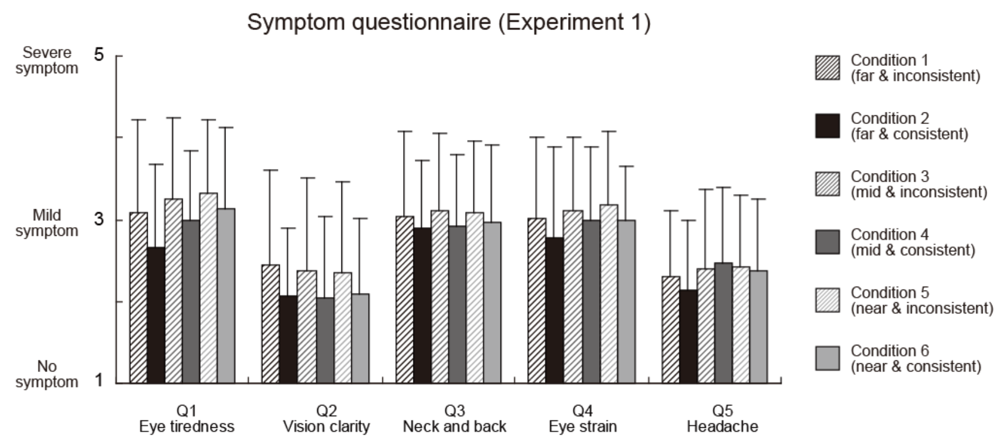 Symptom questionnaire (Experiment 1)
Severe
symptom
5
Mild
symptom
3
No
symptom
1
Q1
Eye tiredness
Q2
Vision clarity
Q3
Neck and back
Q4
Eye strain
Q5
Headache
Condition 1
(far & inconsistent)
Condition 2
(far & consistent)
Condition 3
(mid & inconsistent)
Condition 4
(mid & consistent)
Condition 5
(near & inconsistent)
Condition 6
(near & consistent)